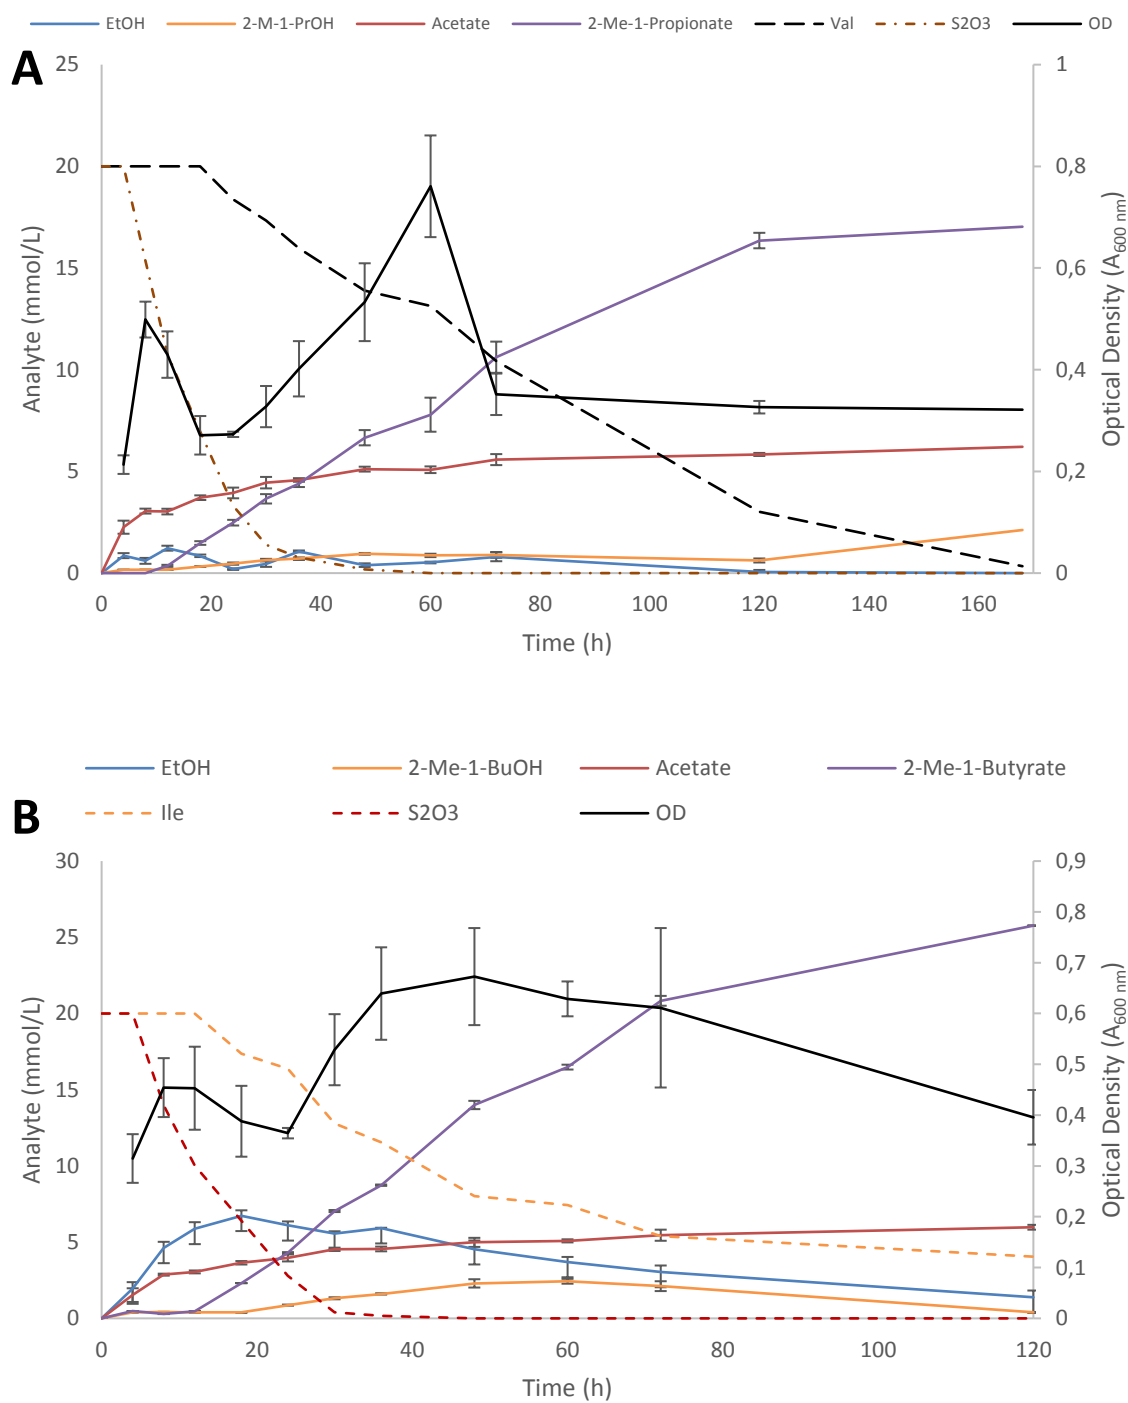 EtOH 2-M-1-PrOH Acetate 2-Me-1-Propionate Val S2O3 OD
A
25 1
20 0,8
15 0,6
10 0,4
5 0,2
0 0
Analyte (mmol/L)
Optical Density (A600 nm)
0 20 40 60 80 100 120 140 160
Time (h)
EtOH 2-Me-1-BuOH Acetate 2-Me-1-Butyrate
Ile S2O3 OD
B
30 0,9
0,8
25
0,7
20 0,6
0,5
15
0,4
10 0,3
0,2
5
0,1
0 0
Analyte (mmol/L)
Optical Density (A600 nm)
0 20 40 60 80 100 120
Time (h)